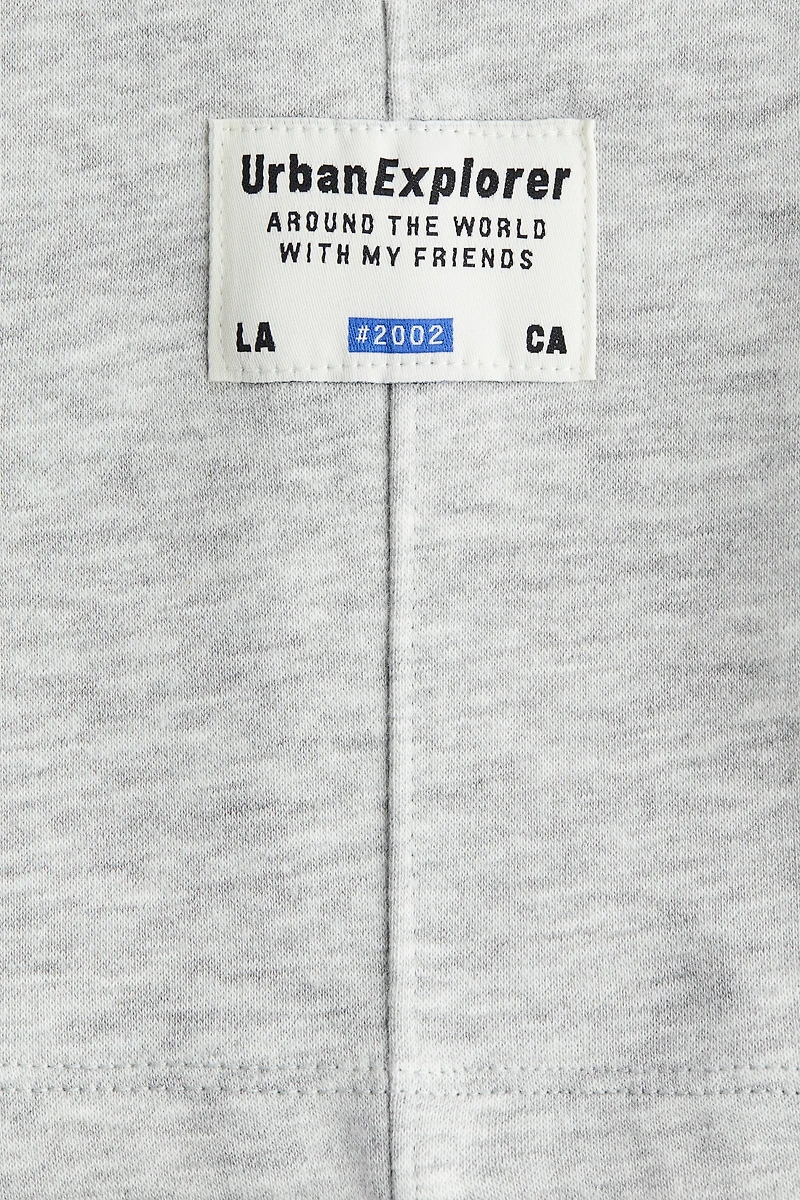 UrbanExplorer
AROUND THE WORLD
WITH MY FRIENDS
LA #2002 CA